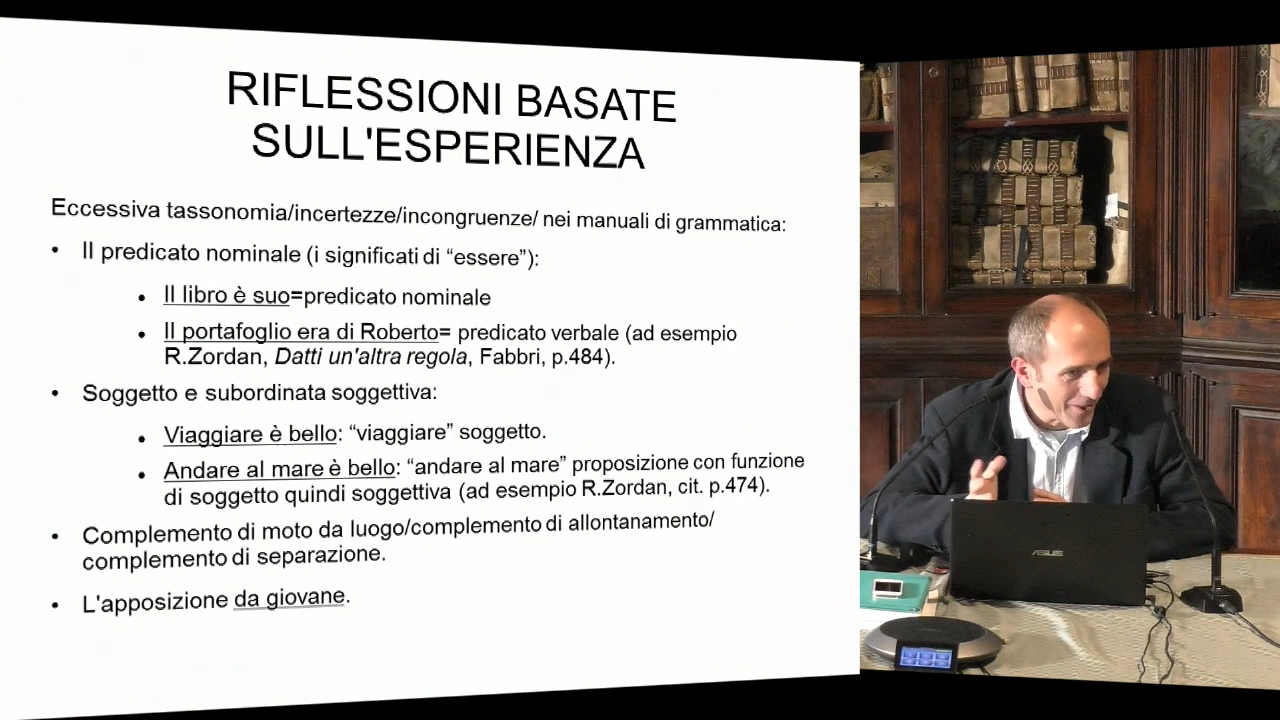 RIFLESSIONI BASATE
SULL'ESPERIENZA
Eccessiva tassonomia/incertezze/incongruenze/ nei manuali di grammatica:
• Il predicato nominale (i significati di “essere”):
• Il libro è suo=predicato nominale
• Il portafoglio era di Roberto= predicato verbale (ad esempio
R.Zordan, Datti un'altra regola, Fabbri, p.484).
• Soggetto e subordinata soggettiva:
• Viaggiare è bello: “viaggiare” soggetto.
• Andare al mare è bello: “andare al mare” proposizione con funzione
di soggetto quindi soggettiva (ad esempio R.Zordan, cit. p.474).
• Complemento di moto da luogo/complemento di allontanamento/
complemento di separazione.
• L'apposizione da giovane.
ASUS